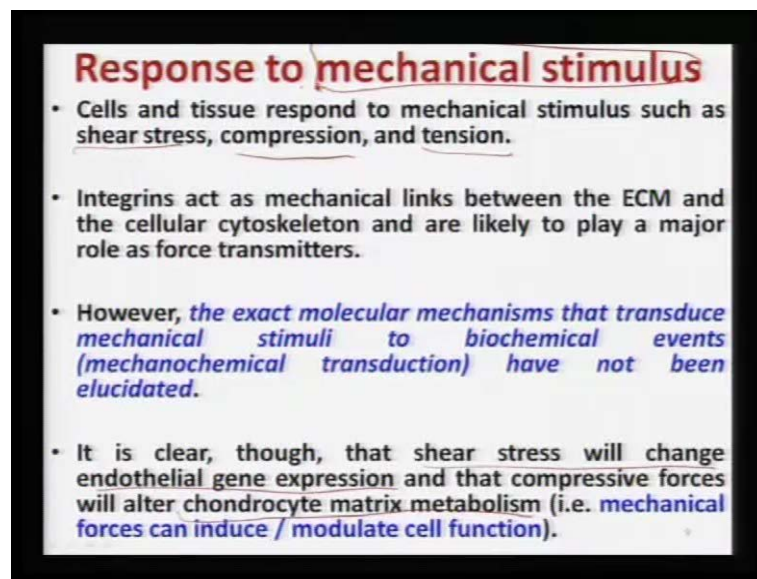 Response to mechanical stimulus
• Cells and tissue respond to mechanical stimulus such as
shear stress, compression, and tension.
• Integrins act as mechanical links between the ECM and
the cellular cytoskeleton and are likely to play a major
role as force transmitters.
• However, the exact molecular mechanisms that transduce
mechanical stimuli to biochemical events
(mechanochemical transduction) have not been
elucidated.
• It is clear, though, that shear stress will change
endothelial gene expression and that compressive forces
will alter chondrocyte matrix metabolism (i.e. mechanical
forces can induce / modulate cell function).